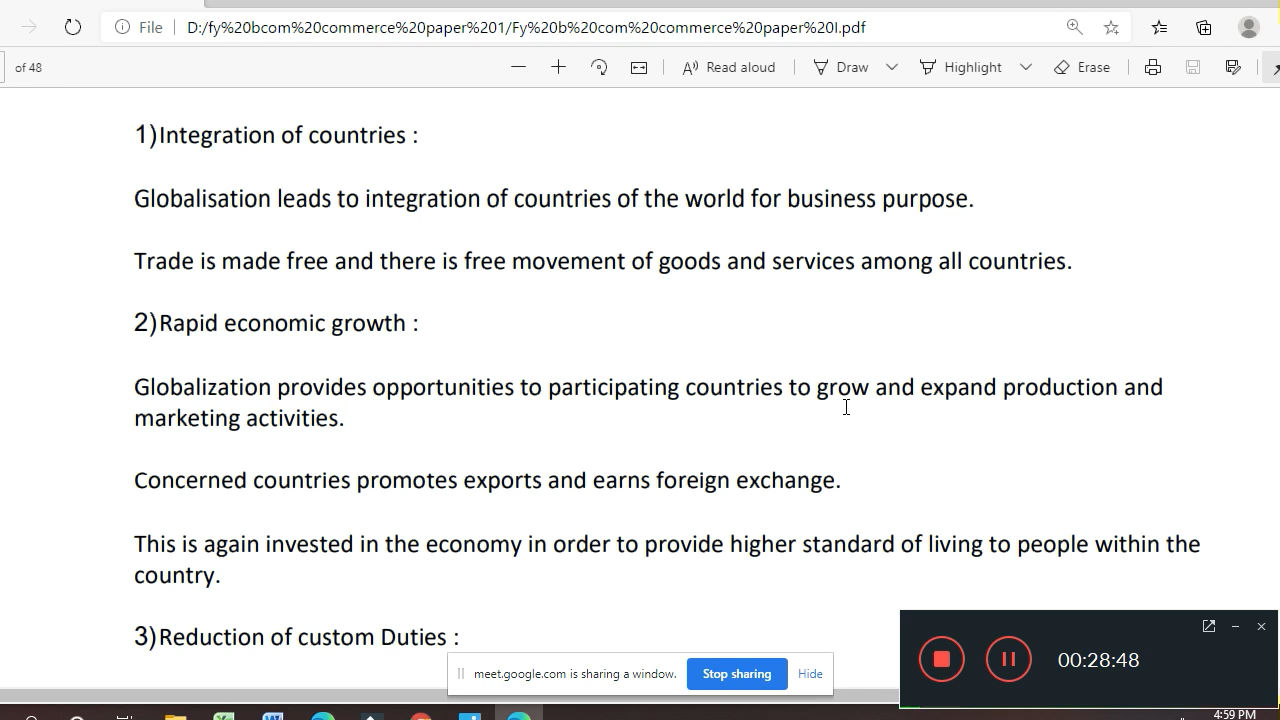 File D:/fy%20bcom%20commerce%20paper%201/Fy%20b%20com%20commerce%20paper%20I.pdf
of 48 Read aloud Draw Highlight Erase
1)Integration of countries :
Globalisation leads to integration of countries of the world for business purpose.
Trade is made free and there is free movement of goods and services among all countries.
2)Rapid economic growth :
Globalization provides opportunities to participating countries to grow and expand production and
marketing activities.
Concerned countries promotes exports and earns foreign exchange.
This is again invested in the economy in order to provide higher standard of living to people within the
country.
3)Reduction of custom Duties :
00:28:48
meet.google.com is sharing a window. Stop sharing Hide
4:59 PM